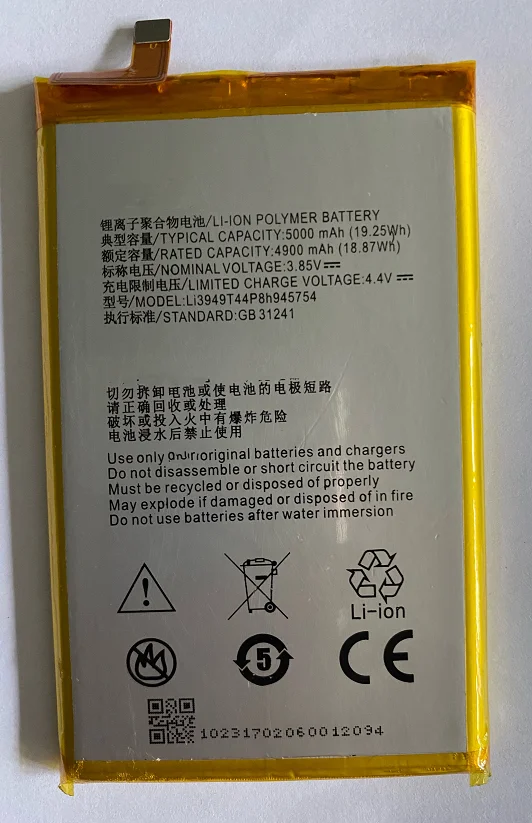 锂离子聚合物电池/LI-ION POLYMER BATTERY
典型容量/TYPICAL CAPACITY:5000 mAh (19.25Wh)
额定容量/RATED CAPACITY:4900 mAh (18.87Wh)
标称电压/NOMINAL VOLTAGE:3.85V⎓
充电限制电压/LIMITED CHARGE VOLTAGE:4.4V ⎓
型号/MODEL:Li3949T44P8h945754
执行标准/STANDARD:GB 31241
切勿拆卸电池或使电池的电极短路
请正确回收或处理
破坏或投入火中有爆炸危险
电池浸水后禁止使用
Use only original batteries and chargers
Do not disassemble or short circuit the battery
Must be recycled or disposed of properly
May explode if damaged or disposed of in fire
Do not use batteries after water immersion
Li-ion
5
CE
10231702060012094